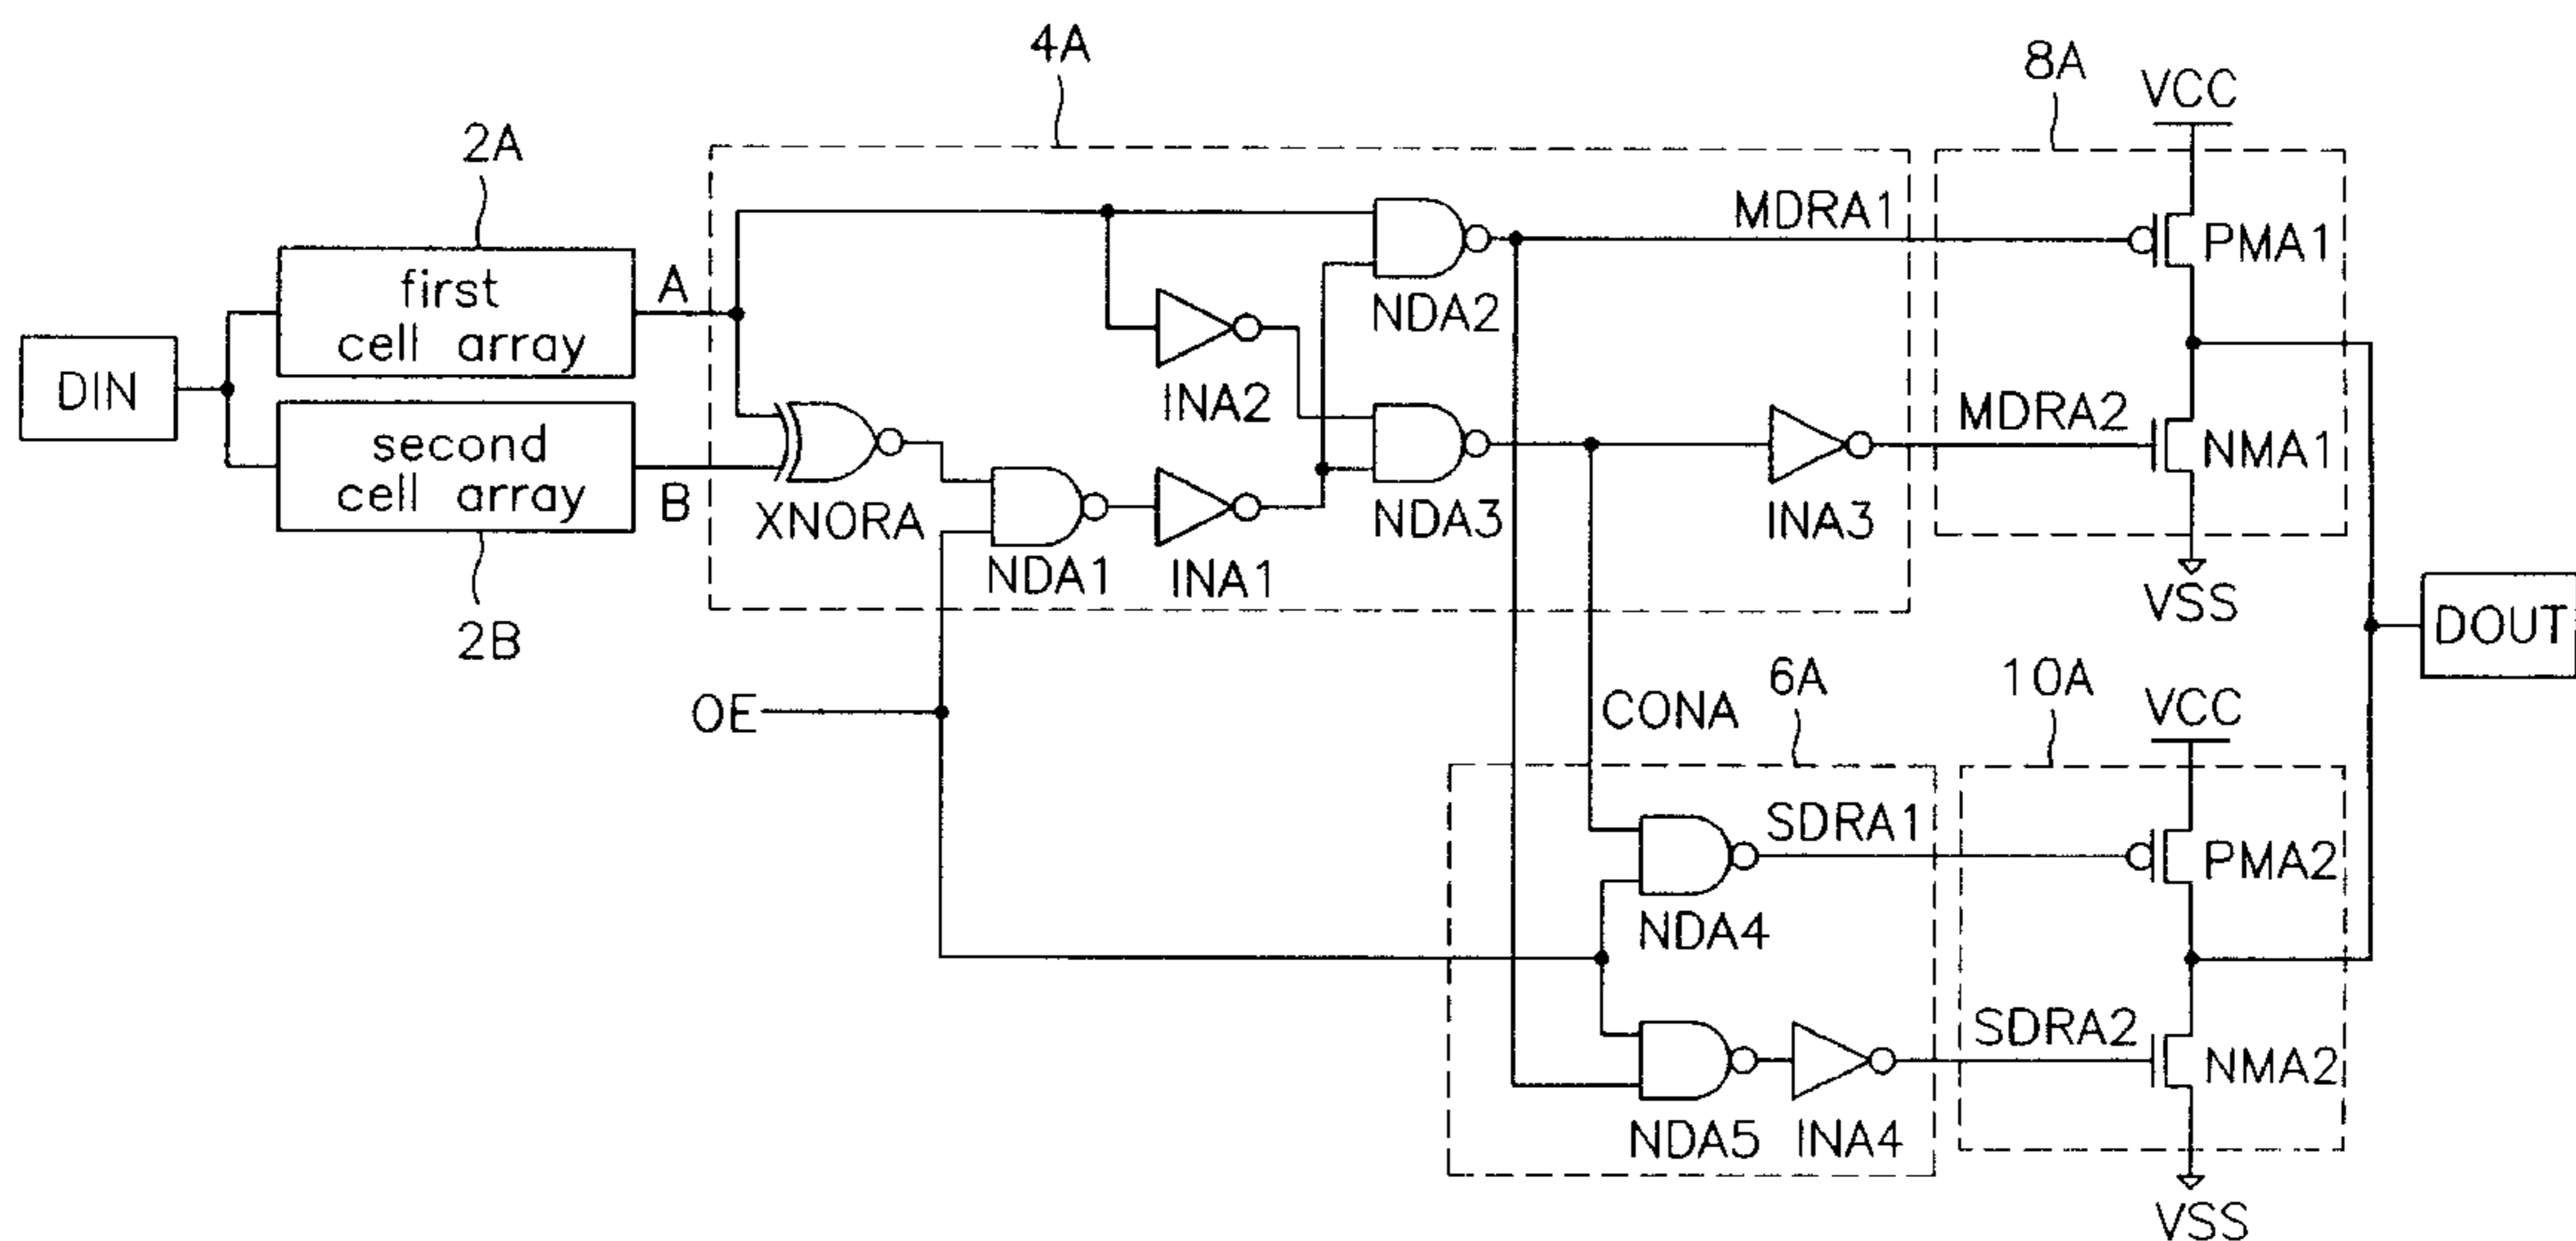 4A
8A
VCC
2A
MDRA1
PMA1
first
cell array
A
NDA2
DIN
INA2
MDRA2
second
cell array
B
XNORA
NDA3
INA3
NMA1
NDA1
INA1
VSS
2B
DOUT
OE
CONA
6A
10A
VCC
SDRA1
PMA2
NDA4
SDRA2
NMA2
NDA5
INA4
VSS